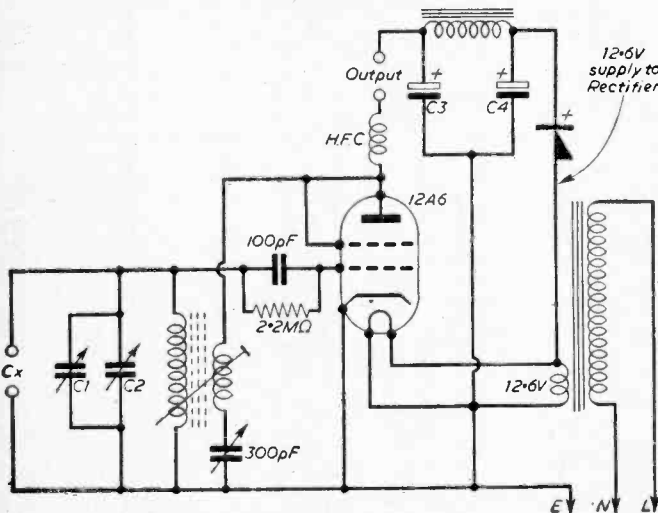 12·6V
supply to
Rectifier
+
+
+
Output
C3
C4
H.F.C
12A6
100pF
2·2MΩ
Cx
C1
C2
12·6V
300pF
E
N
L